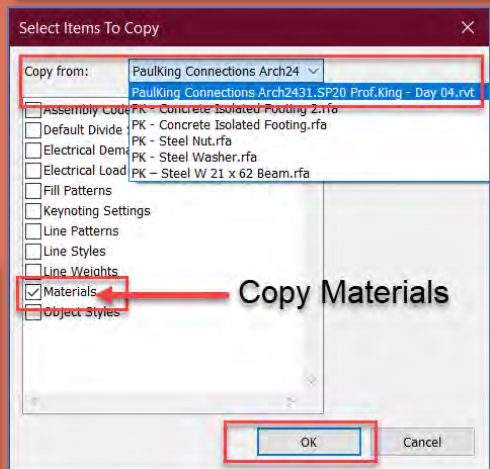 Select Items To Copy
Copy from: PaulKing Connections Arch24
PaulKing Connections Arch2431.SP20 Prof.King - Day 04.rvt
PK - Concrete Isolated Footing 2.rfa
PK - Concrete Isolated Footing.rfa
PK - Steel Nut.rfa
PK - Steel Washer.rfa
PK – Steel W 21 x 62 Beam.rfa
Assembly Code
Default Divide
Electrical Dema
Electrical Load
Fill Patterns
Keynoting Settings
Line Patterns
Line Styles
Line Weights
Materials
Object Styles
Copy Materials
OK Cancel